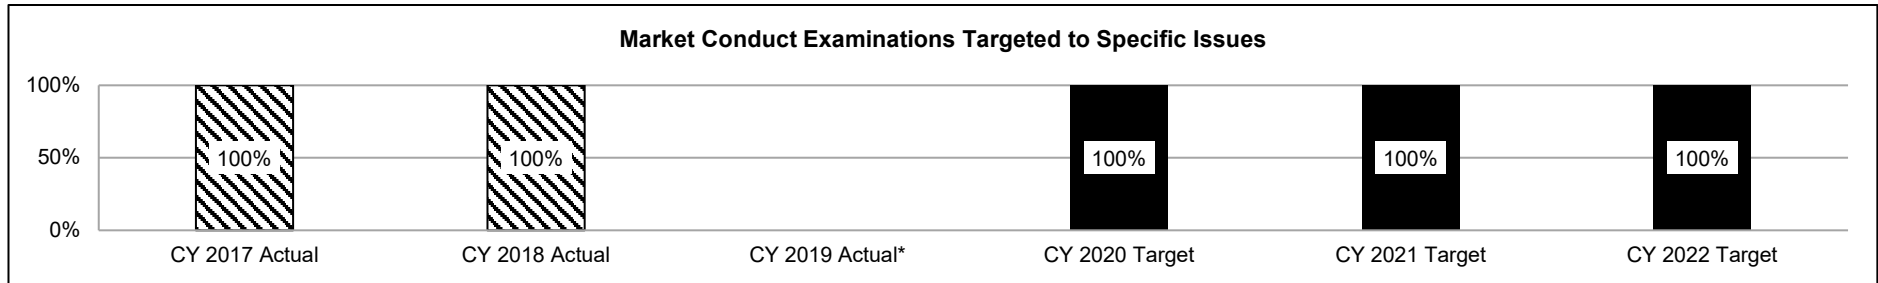 Market Conduct Examinations Targeted to Specific Issues
100%
50%
0%
100%
100%
100%
100%
100%
CY 2017 Actual
CY 2018 Actual
CY 2019 Actual*
CY 2020 Target
CY 2021 Target
CY 2022 Target